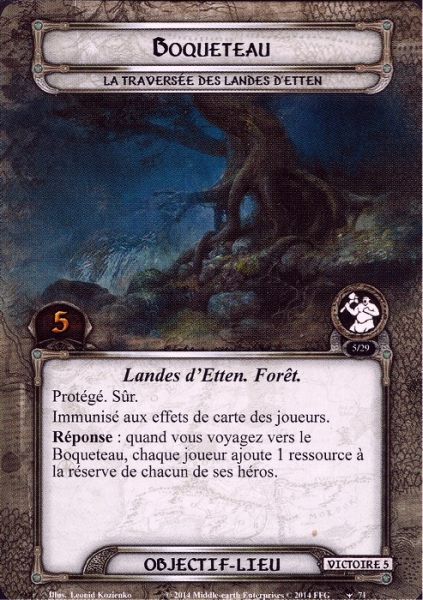 Boqueteau
La Traversée des Landes d'Etten
5
5/29
Landes d'Etten. Forêt.
Protégé. Sûr.
Immunisé aux effets de carte des joueurs.
Réponse : quand vous voyagez vers le
Boqueteau, chaque joueur ajoute 1 ressource à
la réserve de chacun de ses héros.
Objectif-Lieu
Victoire 5
Illus. Leonid Kozienko © 2014 Middle-earth Enterprises © 2014 FFG 71